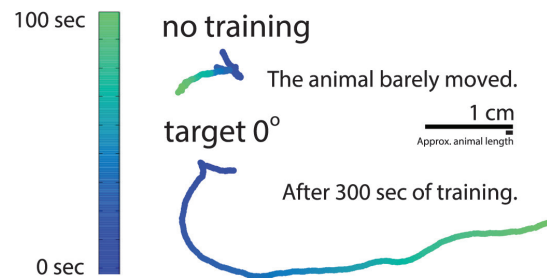 100 sec
no training
The animal barely moved.
1 cm
Approx. animal length
target 0°
After 300 sec of training.
0 sec